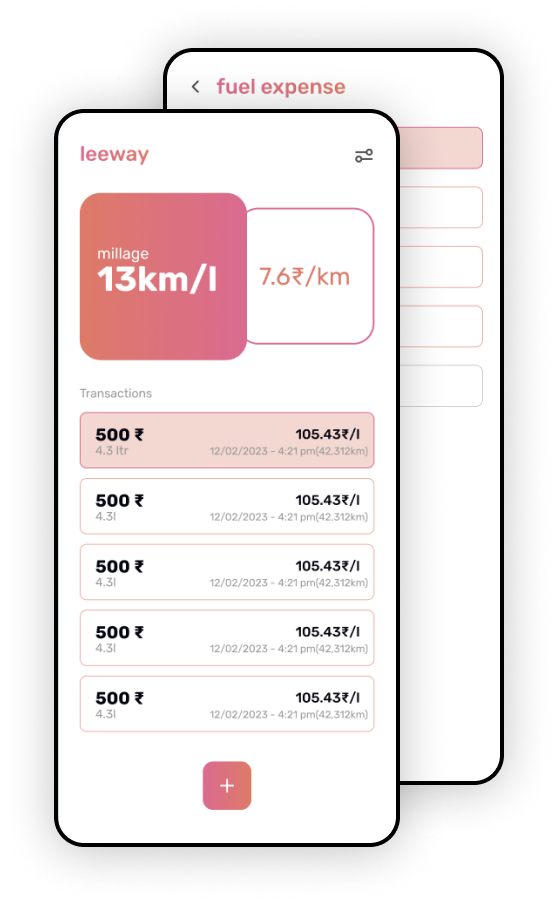 fuel expense
leeway
millage
13km/l
7.6₹/km
Transactions
500 ₹ 105.43₹/l
4.3 ltr 12/02/2023 - 4:21 pm(42,312km)
500 ₹ 105.43₹/l
4.3l 12/02/2023 - 4:21 pm(42,312km)
500 ₹ 105.43₹/l
4.3l 12/02/2023 - 4:21 pm(42,312km)
500 ₹ 105.43₹/l
4.3l 12/02/2023 - 4:21 pm(42,312km)
500 ₹ 105.43₹/l
4.3l 12/02/2023 - 4:21 pm(42,312km)